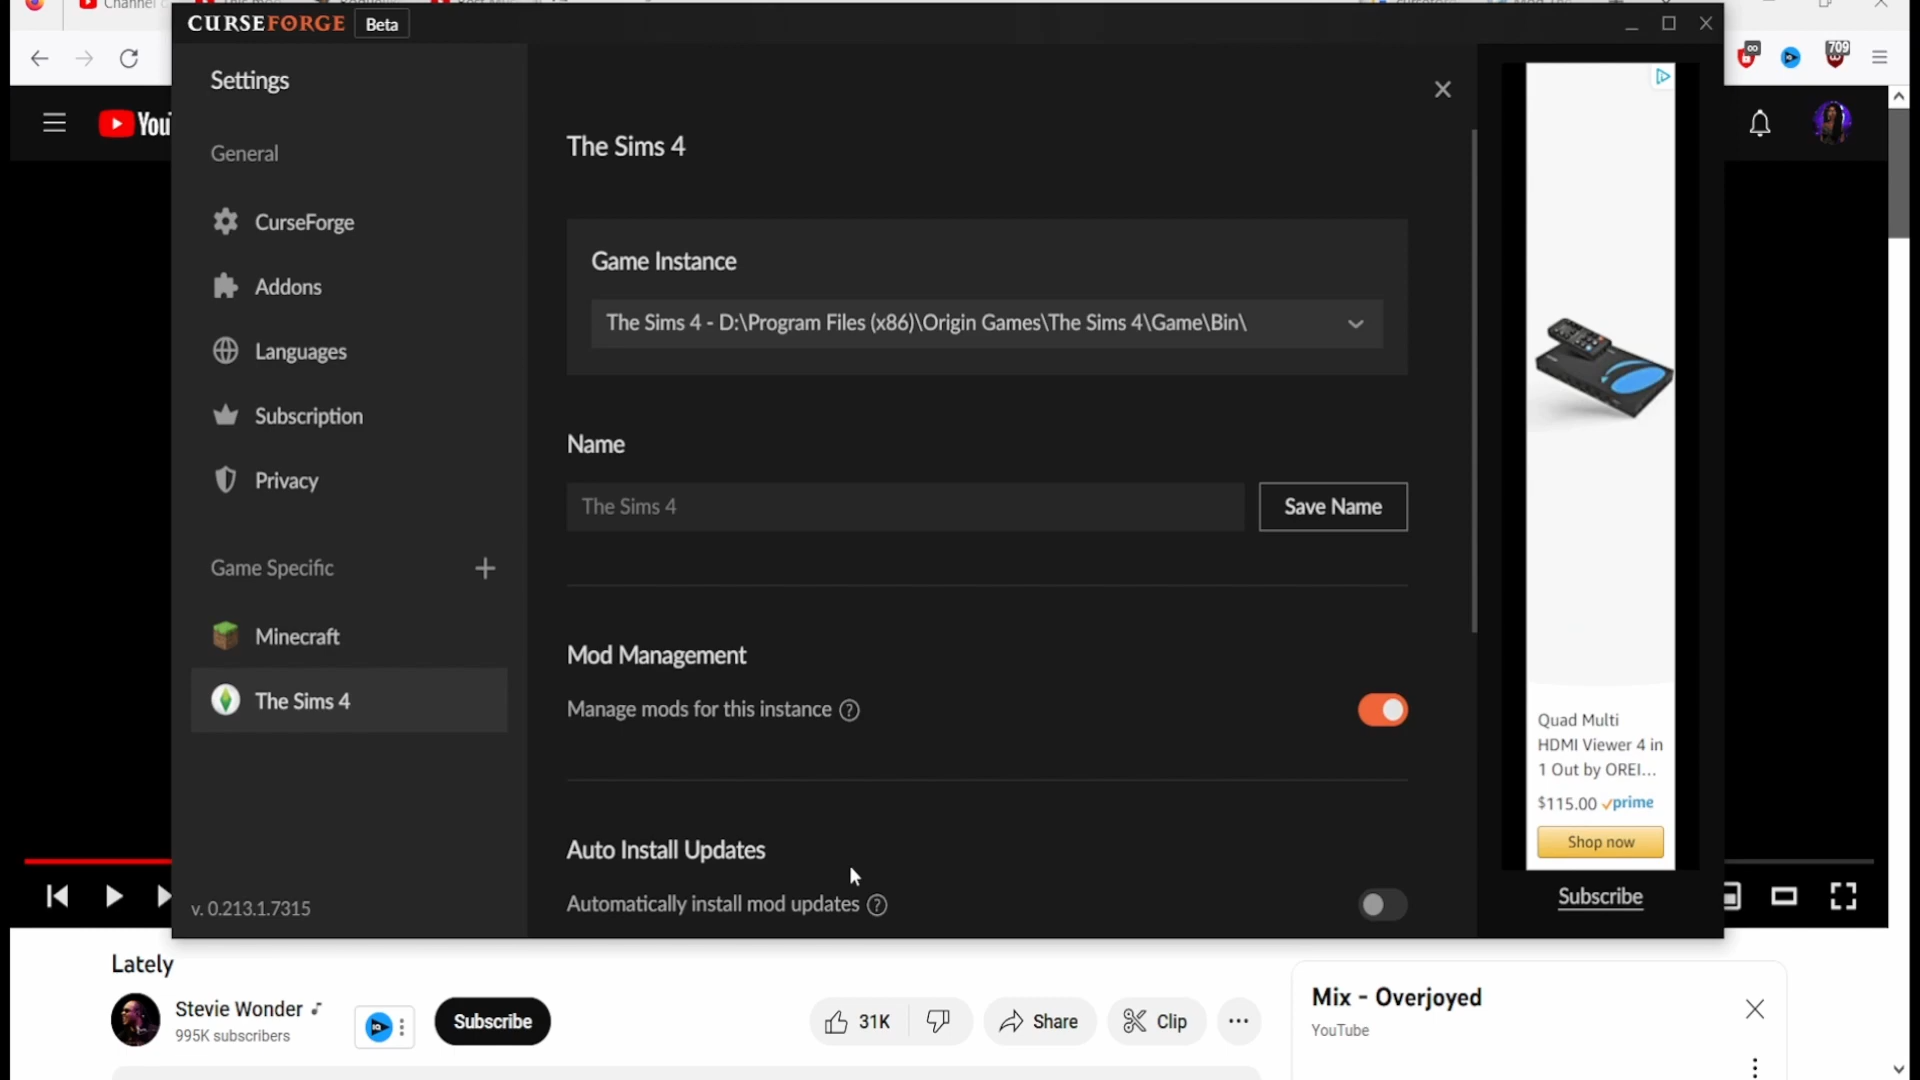 Channel
CURSEFORGE Beta
Settings
General
CurseForge
Addons
Languages
Subscription
Privacy
Game Specific
Minecraft
The Sims 4
v. 0.213.1.7315
The Sims 4
Game Instance
The Sims 4 - D:\Program Files (x86)\Origin Games\The Sims 4\Game\Bin\
Name
The Sims 4
Save Name
Mod Management
Manage mods for this instance ?
Auto Install Updates
Automatically install mod updates ?
Quad Multi
HDMI Viewer 4 in
1 Out by OREI...
$115.00 prime
Shop now
Subscribe
709
You
Lately
Stevie Wonder
995K subscribers
Subscribe
31K
Share
Clip
Mix - Overjoyed
YouTube